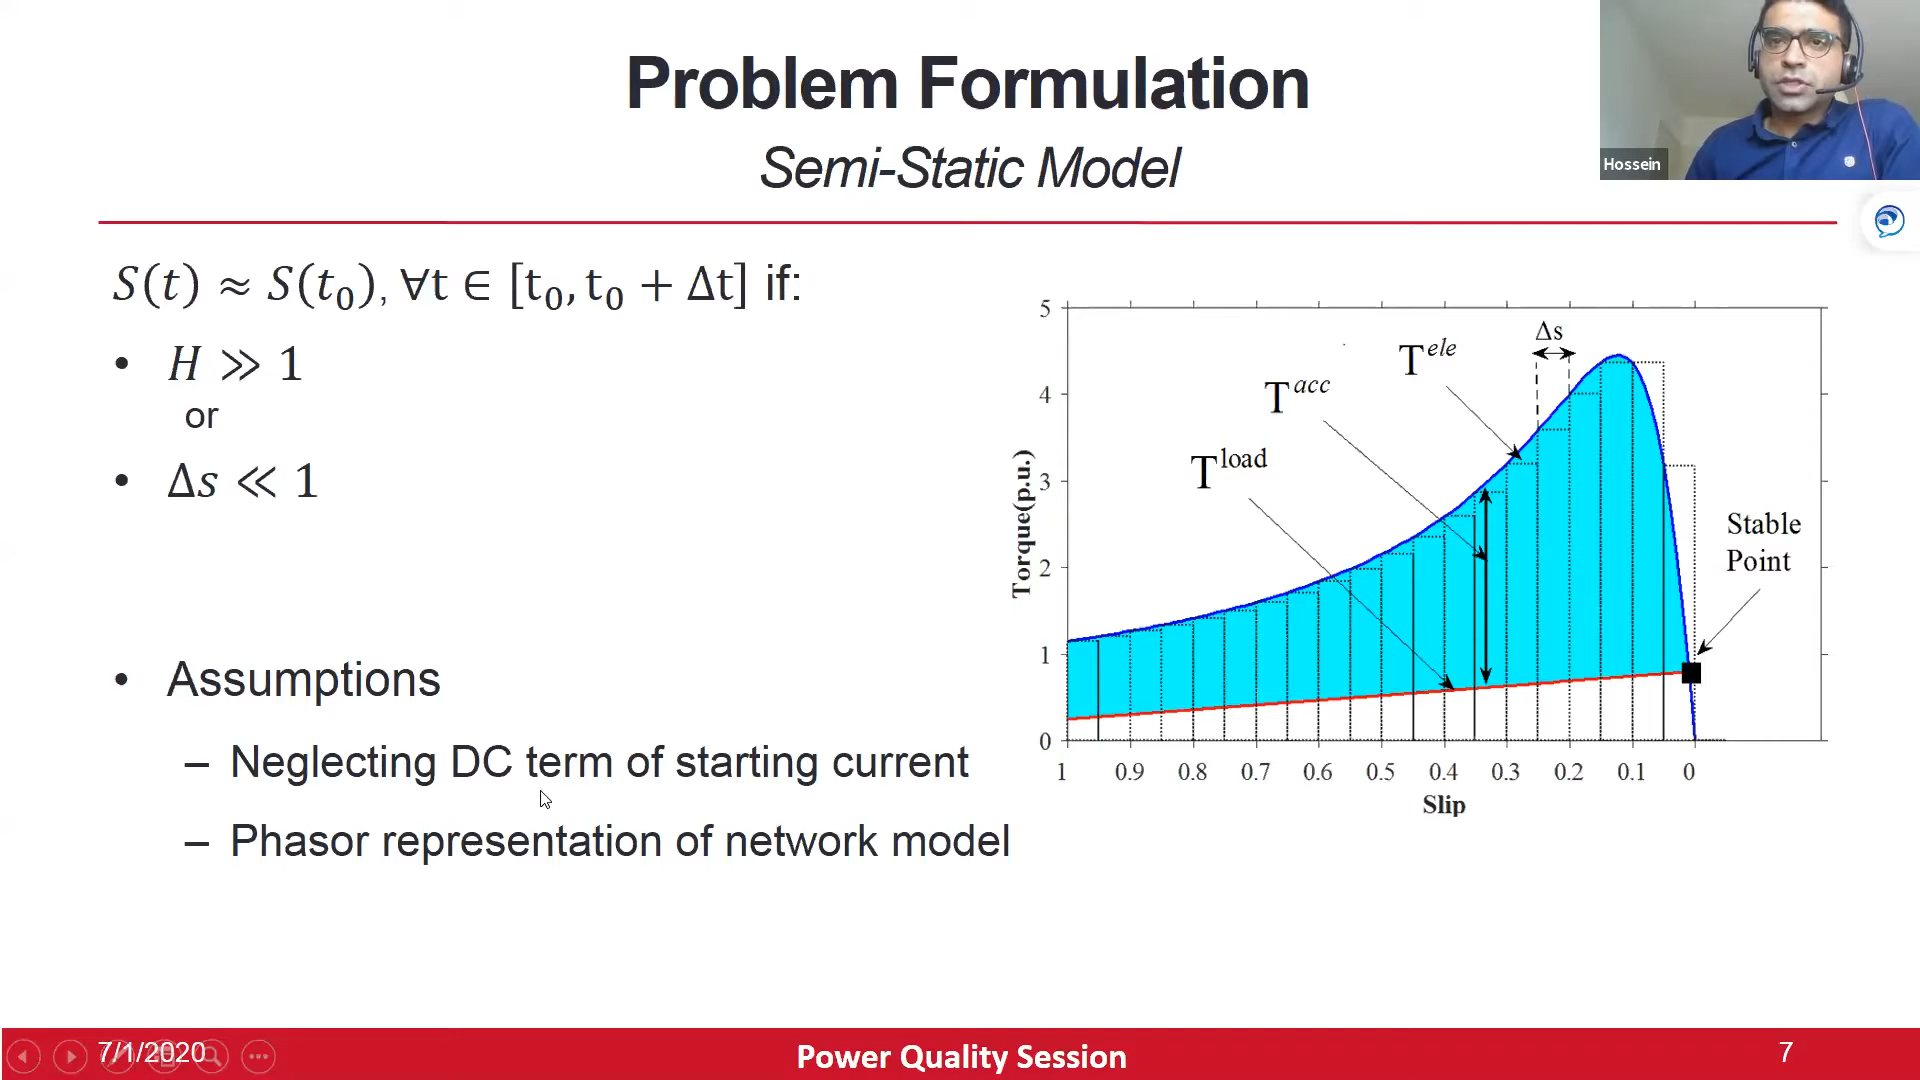 Problem Formulation
Semi-Static Model
Hossein
S(t) ≈ S(t₀), ∀t ∈ [t₀, t₀ + Δt] if:
• H ≫ 1
or
• Δs ≪ 1
• Assumptions
– Neglecting DC term of starting current
– Phasor representation of network model
5
4
3
2
1
0
Torque(p.u.)
Δs
T^ele
T^acc
T^load
Stable
Point
1 0.9 0.8 0.7 0.6 0.5 0.4 0.3 0.2 0.1 0
Slip
7/1/2020
Power Quality Session
7